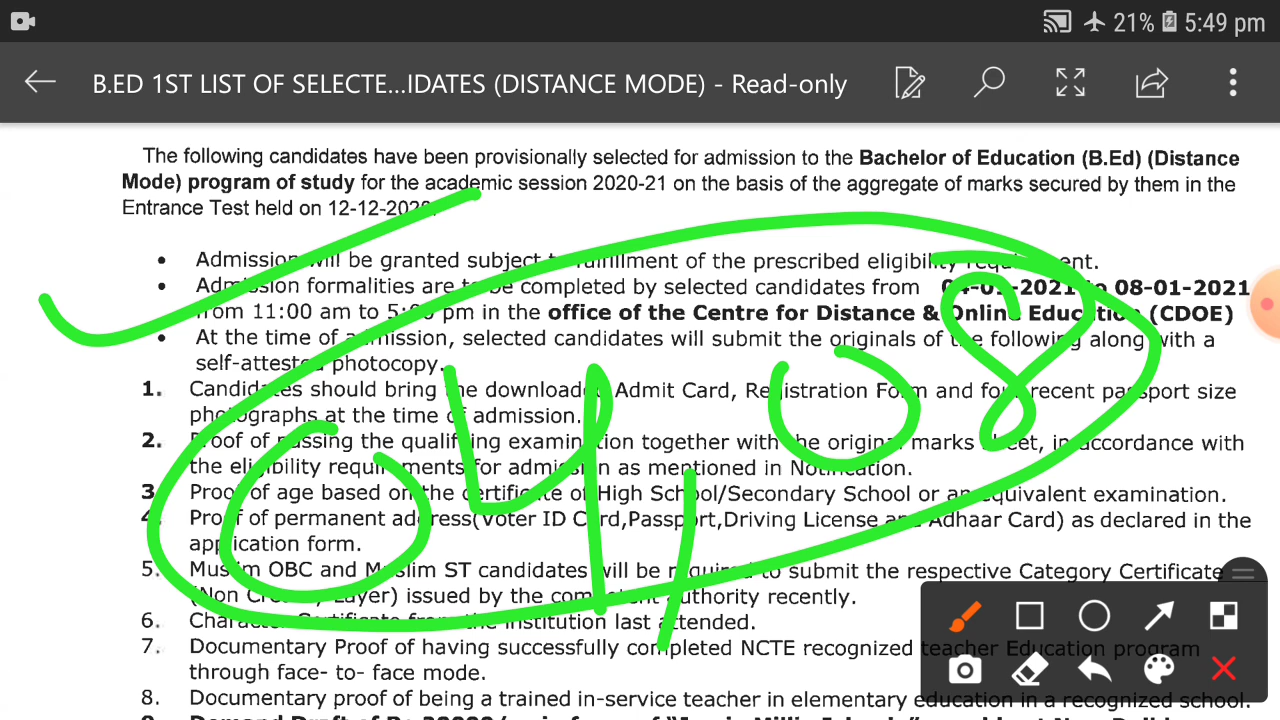 21% 5:49 pm
B.ED 1ST LIST OF SELECTE...IDATES (DISTANCE MODE) - Read-only
The following candidates have been provisionally selected for admission to the Bachelor of Education (B.Ed) (Distance
Mode) program of study for the academic session 2020-21 on the basis of the aggregate of marks secured by them in the
Entrance Test held on 12-12-2020.
• Admission will be granted subject to fulfillment of the prescribed eligibility requirement.
• Admission formalities are to be completed by selected candidates from 04-01-2021 to 08-01-2021
from 11:00 am to 5:00 pm in the office of the Centre for Distance & Online Education (CDOE)
• At the time of admission, selected candidates will submit the originals of the following along with a
self-attested photocopy.
1. Candidates should bring the downloaded Admit Card, Registration Form and four recent passport size
photographs at the time of admission.
2. Proof of passing the qualifying examination together with the original marks sheet, in accordance with
the eligibility requirements for admission as mentioned in Notification.
3. Proof of age based on the certificate of High School/Secondary School or an equivalent examination.
4. Proof of permanent address(Voter ID Card,Passport,Driving License and Adhaar Card) as declared in the
application form.
5. Muslim OBC and Muslim ST candidates will be required to submit the respective Category Certificate
(Non Creamy Layer) issued by the competent authority recently.
6. Character Certificate from the institution last attended.
7. Documentary Proof of having successfully completed NCTE recognized teacher Education program
through face- to- face mode.
8. Documentary proof of being a trained in-service teacher in elementary education in a recognized school.
04, 08